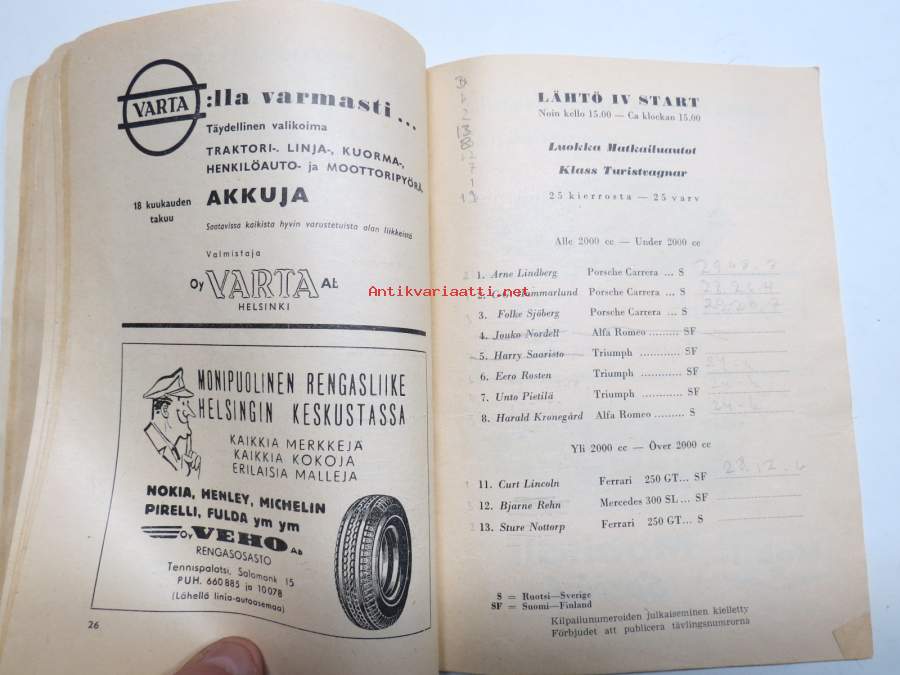 VARTA :lla varmasti ...
Täydellinen valikoima
TRAKTORI-, LINJA-, KUORMA-,
HENKILÖAUTO- ja MOOTTORIPYÖRÄ
18 kuukauden
takuu
AKKUJA
Saatavissa kaikista hyvin varustetuista alan liikkeistä
Valmistaja
Oy VARTA Ab
HELSINKI
MONIPUOLINEN RENGASLIIKE
HELSINGIN KESKUSTASSA
KAIKKIA MERKKEJÄ
KAIKKIA KOKOJA
ERILAISIA MALLEJA
NOKIA, HENLEY, MICHELIN
PIRELLI, FULDA ym ym
Oy VEHO Ab
RENGASOSASTO
Tennispalatsi, Salomonk 15
PUH. 660 885 ja 10078
(Lähellä linja-autoasemaa)
26
Antikvariaatti.net
LÄHTÖ IV START
Noin kello 15.00 — Ca klockan 15.00
Luokka Matkailuautot
Klass Turistvagnar
25 kierrosta — 25 varv
Alle 2000 cc — Under 2000 cc
1. Arne Lindberg Porsche Carrera ... S
2. Hammarlund Porsche Carrera ... S 28.26.4
3. Folke Sjöberg Porsche Carrera ... S
4. Jouko Nordell Alfa Romeo ......... SF
5. Harry Saaristo Triumph ............ SF
6. Eero Rosten Triumph ............ SF
7. Unto Pietilä Triumph ............ SF
8. Harald Kronegård Alfa Romeo ......... S
Yli 2000 cc — Över 2000 cc
11. Curt Lincoln Ferrari 250 GT... SF
12. Bjarne Rehn Mercedes 300 SL ... SF
13. Sture Nottorp Ferrari 250 GT... S
S = Ruotsi—Sverige
SF = Suomi—Finland
Kilpailunumeroiden julkaiseminen kielletty
Förbjudet att publicera tävlingsnumrorna